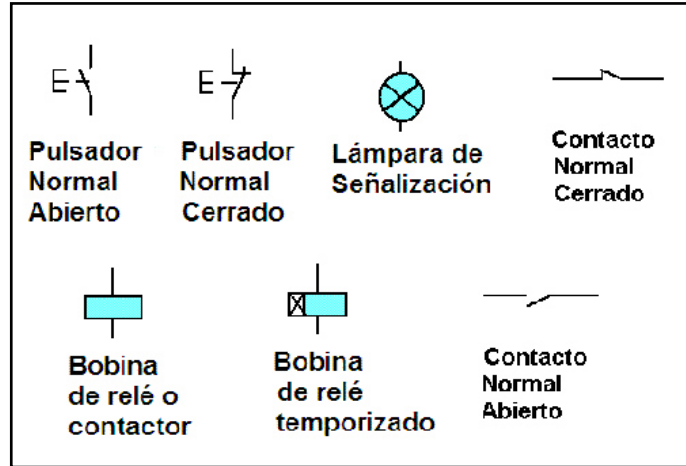 Pulsador
Normal
Abierto
Pulsador
Normal
Cerrado
Lámpara de
Señalización
Contacto
Normal
Cerrado
Bobina
de relé o
contactor
Bobina
de relé
temporizado
Contacto
Normal
Abierto